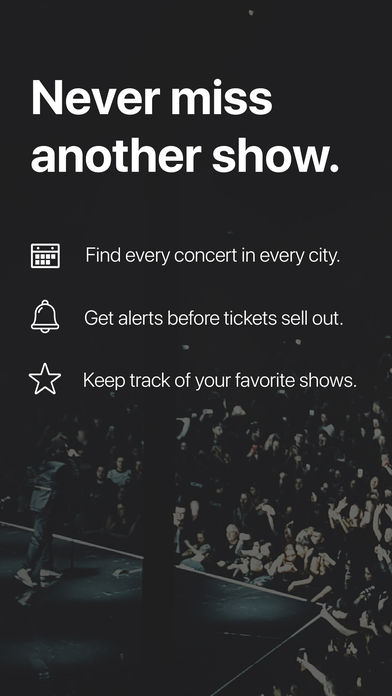 Never miss
another show.
Find every concert in every city.
Get alerts before tickets sell out.
Keep track of your favorite shows.